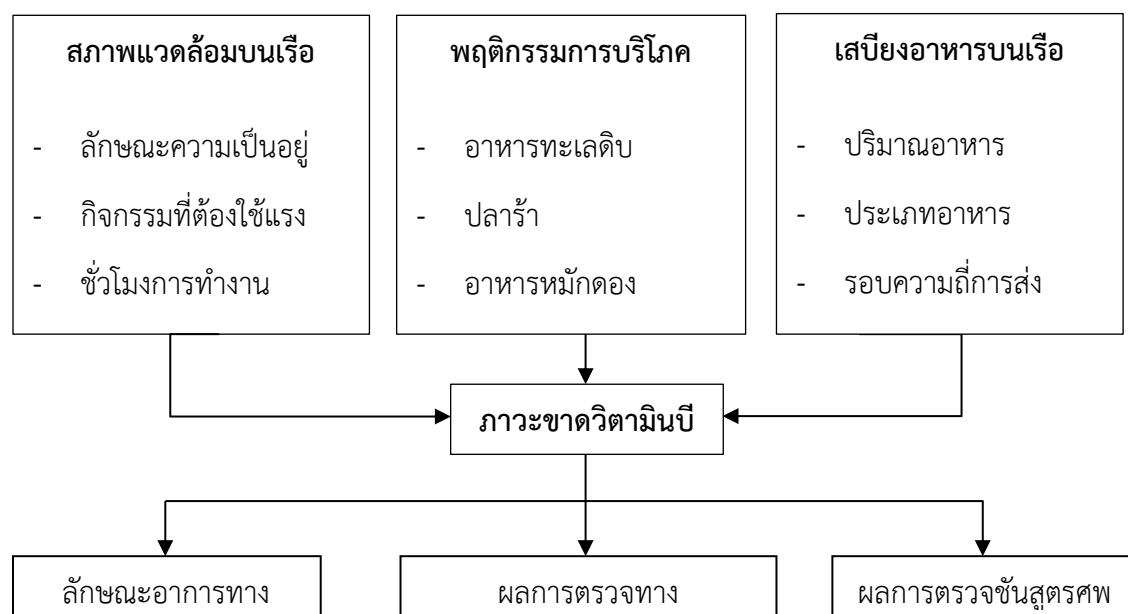 สภาพแวดล้อมบนเรือ
- ลักษณะความเป็นอยู่
- กิจกรรมที่ต้องใช้แรง
- ชั่วโมงการทำงาน
พฤติกรรมการบริโภค
- อาหารทะเลดิบ
- ปลาร้า
- อาหารหมักดอง
เสบียงอาหารบนเรือ
- ปริมาณอาหาร
- ประเภทอาหาร
- รอบความถี่การส่ง
ภาวะขาดวิตามินบี
ลักษณะอาการทาง
ผลการตรวจทาง
ผลการตรวจชันสูตรศพ